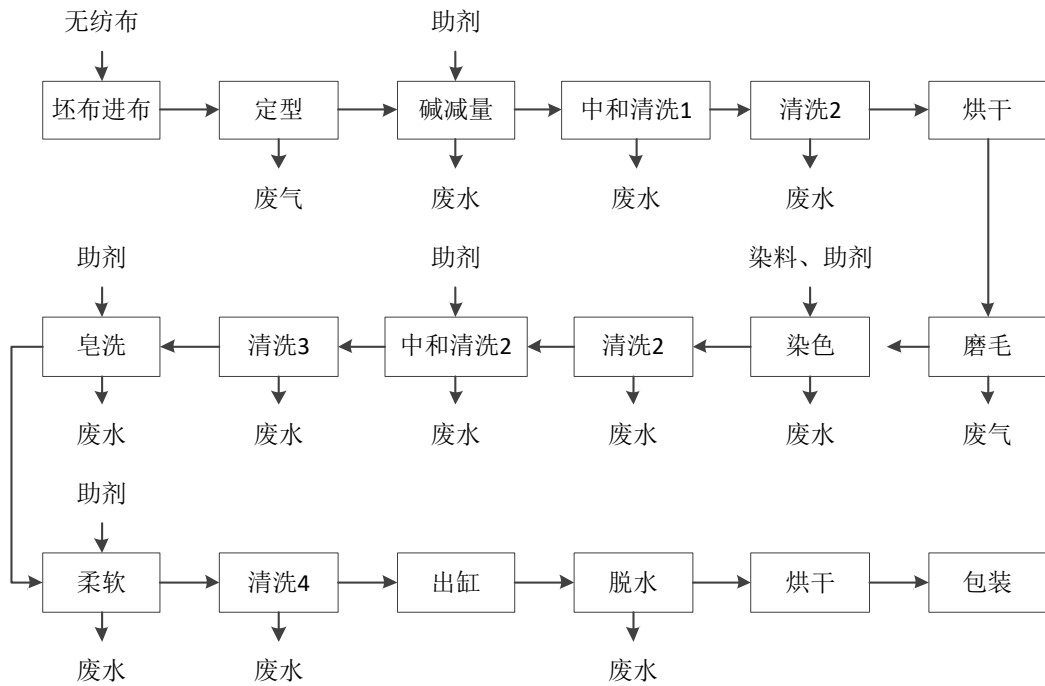 无纺布
助剂
坯布进布
定型
碱减量
中和清洗1
清洗2
烘干
废气
废水
废水
废水
助剂
助剂
染料、助剂
皂洗
清洗3
中和清洗2
清洗2
染色
磨毛
废水
废水
废水
废水
废水
废气
助剂
柔软
清洗4
出缸
脱水
烘干
包装
废水
废水
废水